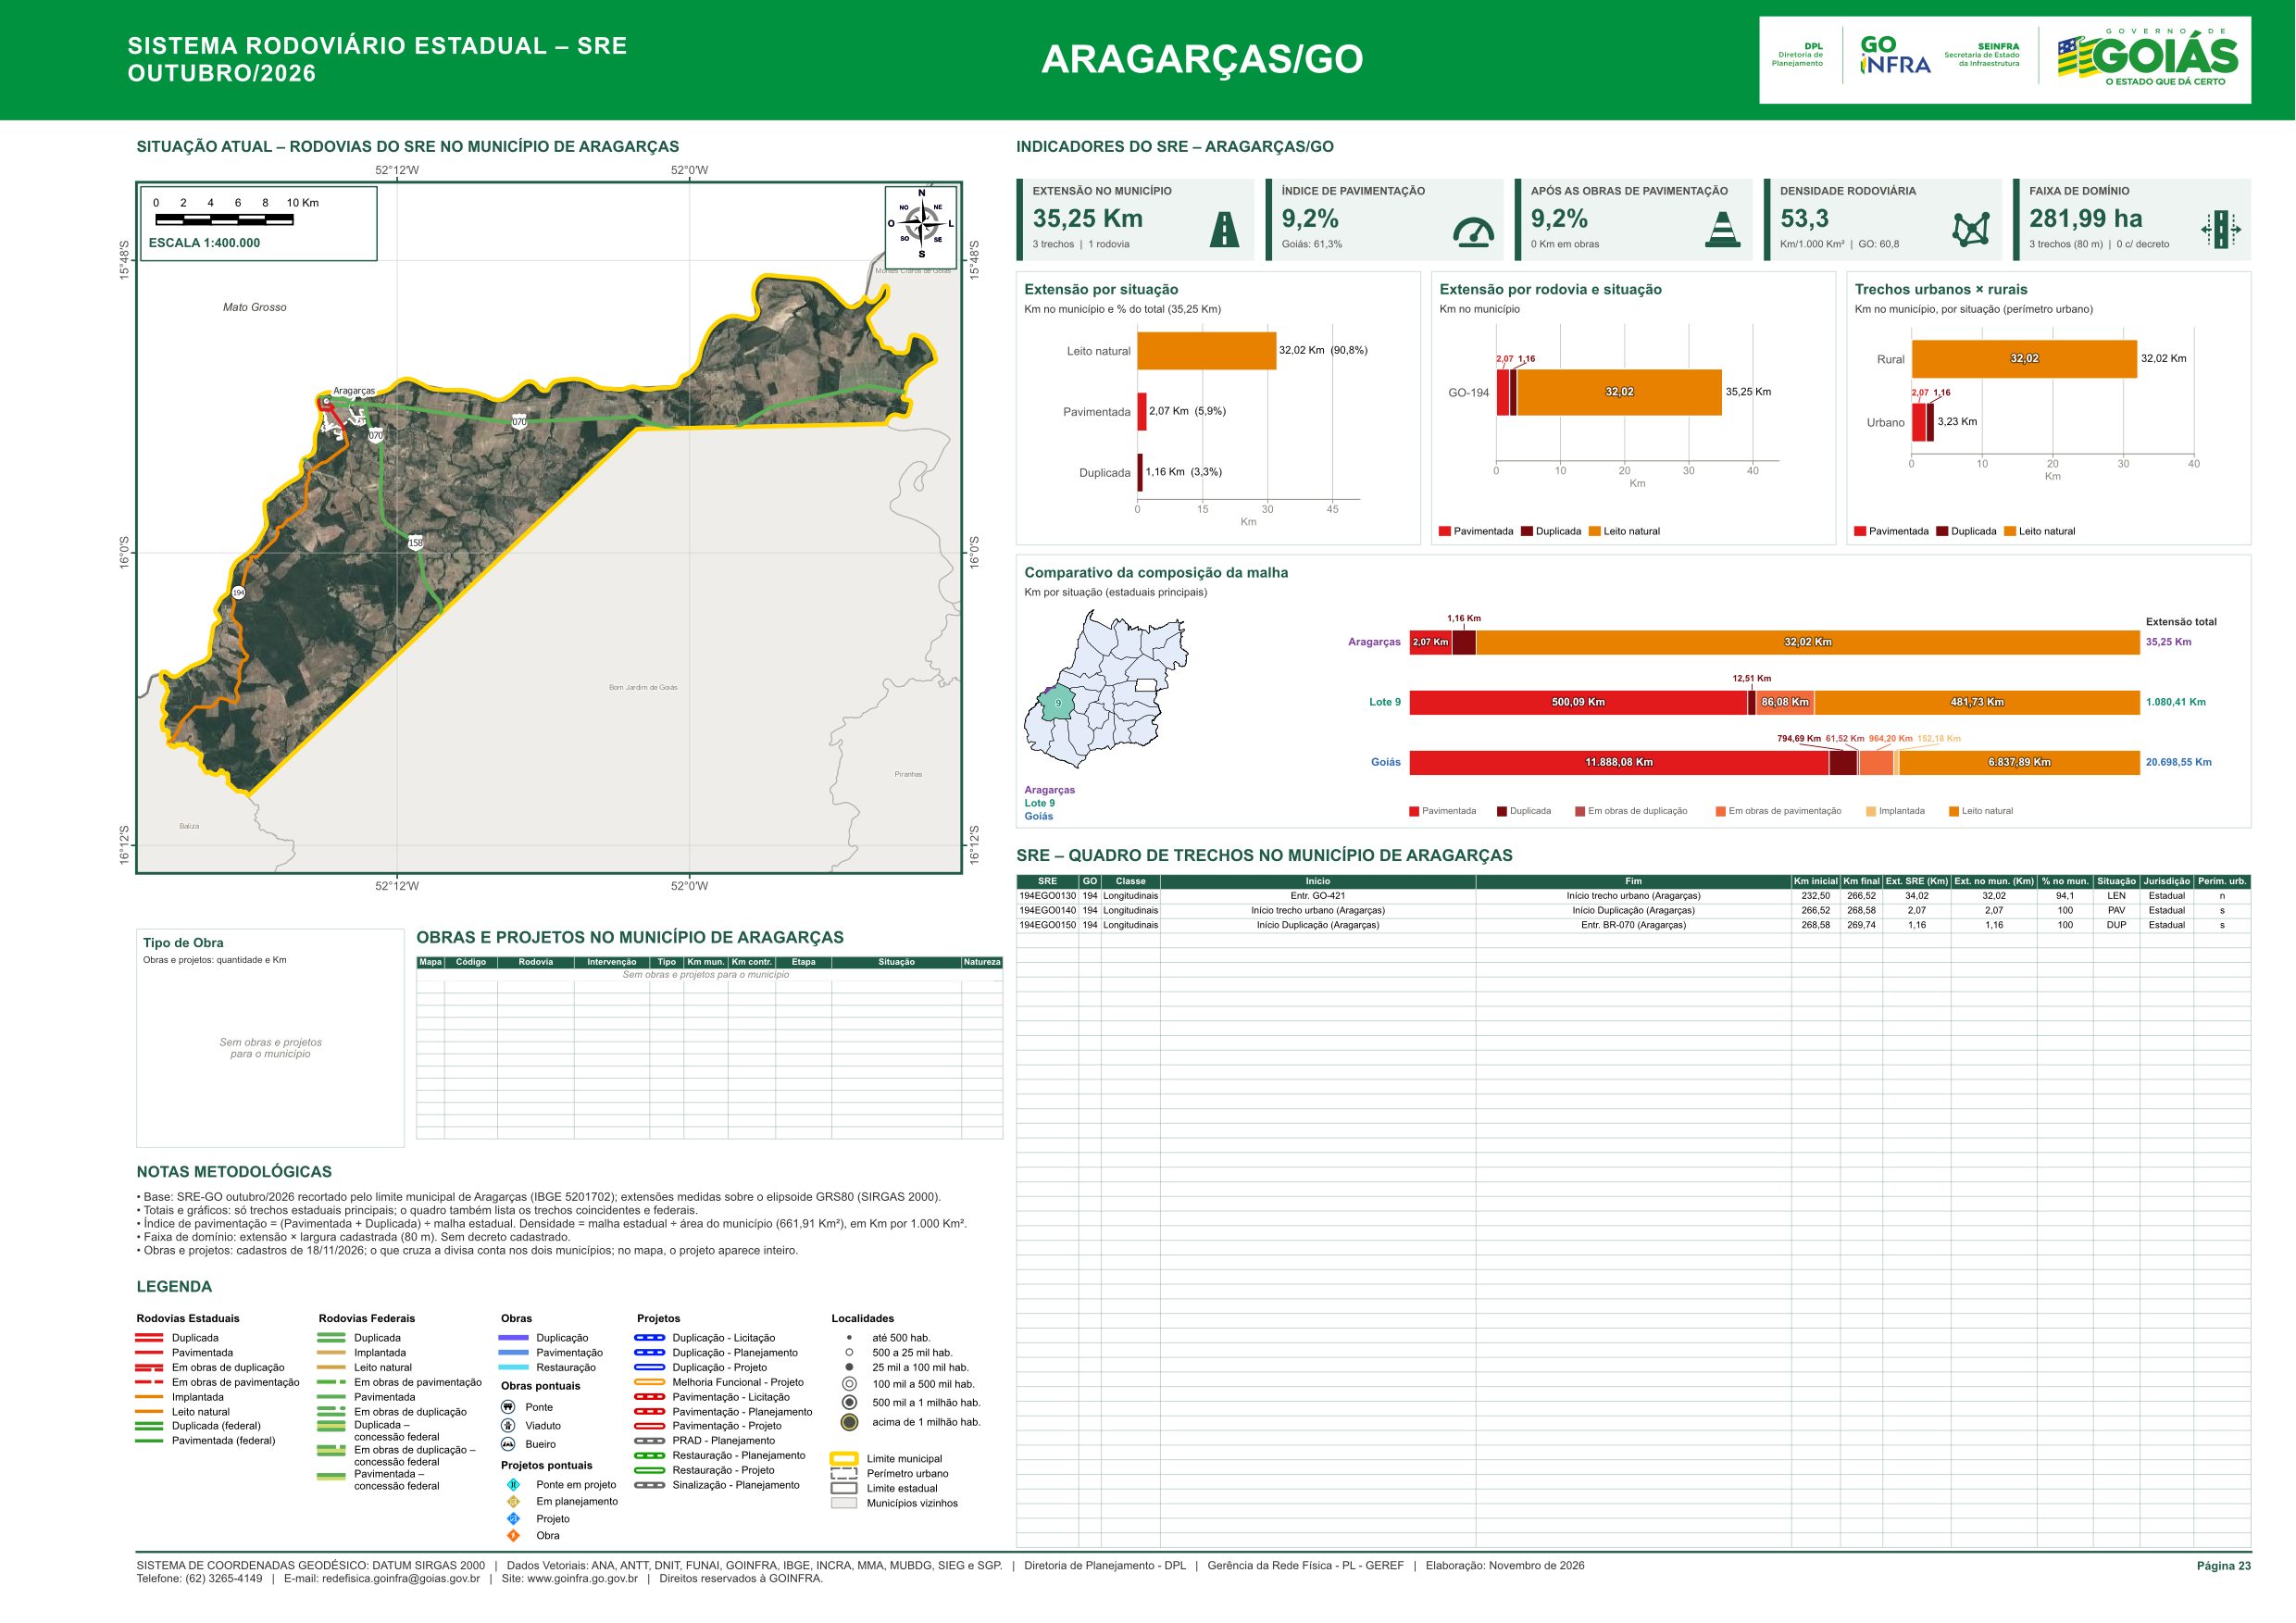 SISTEMA RODOVIÁRIO ESTADUAL – SRE
OUTUBRO/2026
ARAGARÇAS/GO
DPL
Diretoria de
Planejamento
GO
iNFRA
SEINFRA
Secretaria de Estado
da Infraestrutura
GOVERNO DE
GOIÁS
O ESTADO QUE DÁ CERTO
SITUAÇÃO ATUAL – RODOVIAS DO SRE NO MUNICÍPIO DE ARAGARÇAS
52°12'W 52°0'W
0 2 4 6 8 10 Km
ESCALA 1:400.000
N
NO NE
O L
SO SE
S
15°48'S 15°48'S
Montes Claros de Goiás
Mato Grosso
Aragarças
070
070
158
16°0'S 16°0'S
194
Bom Jardim de Goiás
Piranhas
Baliza
16°12'S 16°12'S
52°12'W 52°0'W
INDICADORES DO SRE – ARAGARÇAS/GO
EXTENSÃO NO MUNICÍPIO
35,25 Km
3 trechos | 1 rodovia
ÍNDICE DE PAVIMENTAÇÃO
9,2%
Goiás: 61,3%
APÓS AS OBRAS DE PAVIMENTAÇÃO
9,2%
0 Km em obras
DENSIDADE RODOVIÁRIA
53,3
Km/1.000 Km² | GO: 60,8
FAIXA DE DOMÍNIO
281,99 ha
3 trechos (80 m) | 0 c/ decreto
Extensão por situação
Km no município e % do total (35,25 Km)
Leito natural 32,02 Km (90,8%)
Pavimentada 2,07 Km (5,9%)
Duplicada 1,16 Km (3,3%)
0 15 30 45
Km
Extensão por rodovia e situação
Km no município
2,07 1,16
GO-194 32,02 35,25 Km
0 10 20 30 40
Km
Pavimentada Duplicada Leito natural
Trechos urbanos × rurais
Km no município, por situação (perímetro urbano)
Rural 32,02 32,02 Km
2,07 1,16
Urbano 3,23 Km
0 10 20 30 40
Km
Pavimentada Duplicada Leito natural
Comparativo da composição da malha
Km por situação (estaduais principais)
9
Aragarças
Lote 9
Goiás
1,16 Km Extensão total
Aragarças 2,07 Km 32,02 Km 35,25 Km
12,51 Km
Lote 9 500,09 Km 86,08 Km 481,73 Km 1.080,41 Km
794,69 Km 61,52 Km 964,20 Km 152,18 Km
Goiás 11.888,08 Km 6.837,89 Km 20.698,55 Km
Pavimentada Duplicada Em obras de duplicação Em obras de pavimentação Implantada Leito natural
SRE – QUADRO DE TRECHOS NO MUNICÍPIO DE ARAGARÇAS
SRE GO Classe Início Fim Km inicial Km final Ext. SRE (Km) Ext. no mun. (Km) % no mun. Situação Jurisdição Perím. urb.
194EGO0130 194 Longitudinais Entr. GO-421 Início trecho urbano (Aragarças) 232,50 266,52 34,02 32,02 94,1 LEN Estadual n
194EGO0140 194 Longitudinais Início trecho urbano (Aragarças) Início Duplicação (Aragarças) 266,52 268,58 2,07 2,07 100 PAV Estadual s
194EGO0150 194 Longitudinais Início Duplicação (Aragarças) Entr. BR-070 (Aragarças) 268,58 269,74 1,16 1,16 100 DUP Estadual s
Tipo de Obra
Obras e projetos: quantidade e Km
Sem obras e projetos
para o município
OBRAS E PROJETOS NO MUNICÍPIO DE ARAGARÇAS
Mapa Código Rodovia Intervenção Tipo Km mun. Km contr. Etapa Situação Natureza
Sem obras e projetos para o município
NOTAS METODOLÓGICAS
• Base: SRE-GO outubro/2026 recortado pelo limite municipal de Aragarças (IBGE 5201702); extensões medidas sobre o elipsoide GRS80 (SIRGAS 2000).
• Totais e gráficos: só trechos estaduais principais; o quadro também lista os trechos coincidentes e federais.
• Índice de pavimentação = (Pavimentada + Duplicada) ÷ malha estadual. Densidade = malha estadual ÷ área do município (661,91 Km²), em Km por 1.000 Km².
• Faixa de domínio: extensão × largura cadastrada (80 m). Sem decreto cadastrado.
• Obras e projetos: cadastros de 18/11/2026; o que cruza a divisa conta nos dois municípios; no mapa, o projeto aparece inteiro.
LEGENDA
Rodovias Estaduais
Duplicada
Pavimentada
Em obras de duplicação
Em obras de pavimentação
Implantada
Leito natural
Duplicada (federal)
Pavimentada (federal)
Rodovias Federais
Duplicada
Implantada
Leito natural
Em obras de pavimentação
Pavimentada
Em obras de duplicação
Duplicada –
concessão federal
Em obras de duplicação –
concessão federal
Pavimentada –
concessão federal
Obras
Duplicação
Pavimentação
Restauração
Obras pontuais
Ponte
Viaduto
Bueiro
Projetos pontuais
Ponte em projeto
Em planejamento
Projeto
Obra
Projetos
Duplicação - Licitação
Duplicação - Planejamento
Duplicação - Projeto
Melhoria Funcional - Projeto
Pavimentação - Licitação
Pavimentação - Planejamento
Pavimentação - Projeto
PRAD - Planejamento
Restauração - Planejamento
Restauração - Projeto
Sinalização - Planejamento
Localidades
até 500 hab.
500 a 25 mil hab.
25 mil a 100 mil hab.
100 mil a 500 mil hab.
500 mil a 1 milhão hab.
acima de 1 milhão hab.
Limite municipal
Perímetro urbano
Limite estadual
Municípios vizinhos
SISTEMA DE COORDENADAS GEODÉSICO: DATUM SIRGAS 2000 | Dados Vetoriais: ANA, ANTT, DNIT, FUNAI, GOINFRA, IBGE, INCRA, MMA, MUBDG, SIEG e SGP. | Diretoria de Planejamento - DPL | Gerência da Rede Física - PL - GEREF | Elaboração: Novembro de 2026
Telefone: (62) 3265-4149 | E-mail: redefisica.goinfra@goias.gov.br | Site: www.goinfra.go.gov.br | Direitos reservados à GOINFRA.
Página 23